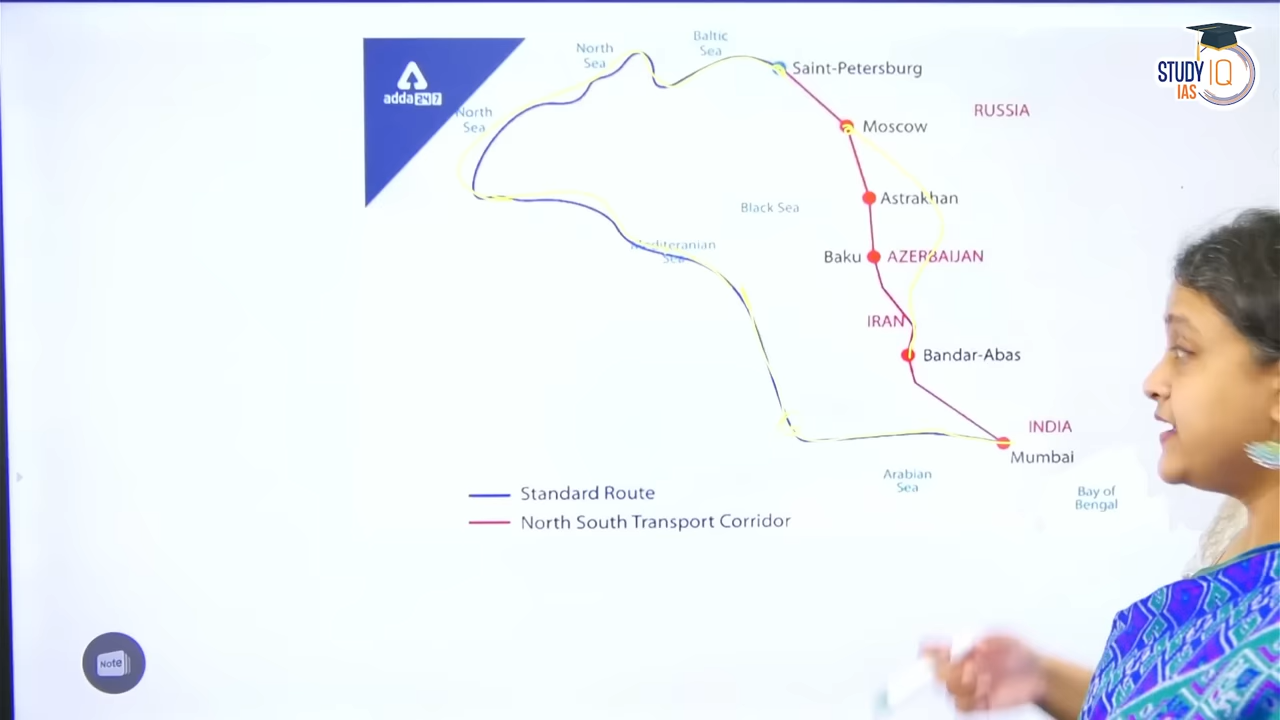 Baltic
Sea
North
Sea
Saint-Petersburg
STUDY IQ
IAS
adda247
North
Sea
RUSSIA
Moscow
Astrakhan
Black Sea
Mediteranian
Sea
Baku
AZERBAIJAN
IRAN
Bandar-Abas
INDIA
Mumbai
Arabian
Sea
Bay of
Bengal
Standard Route
North South Transport Corridor
Note